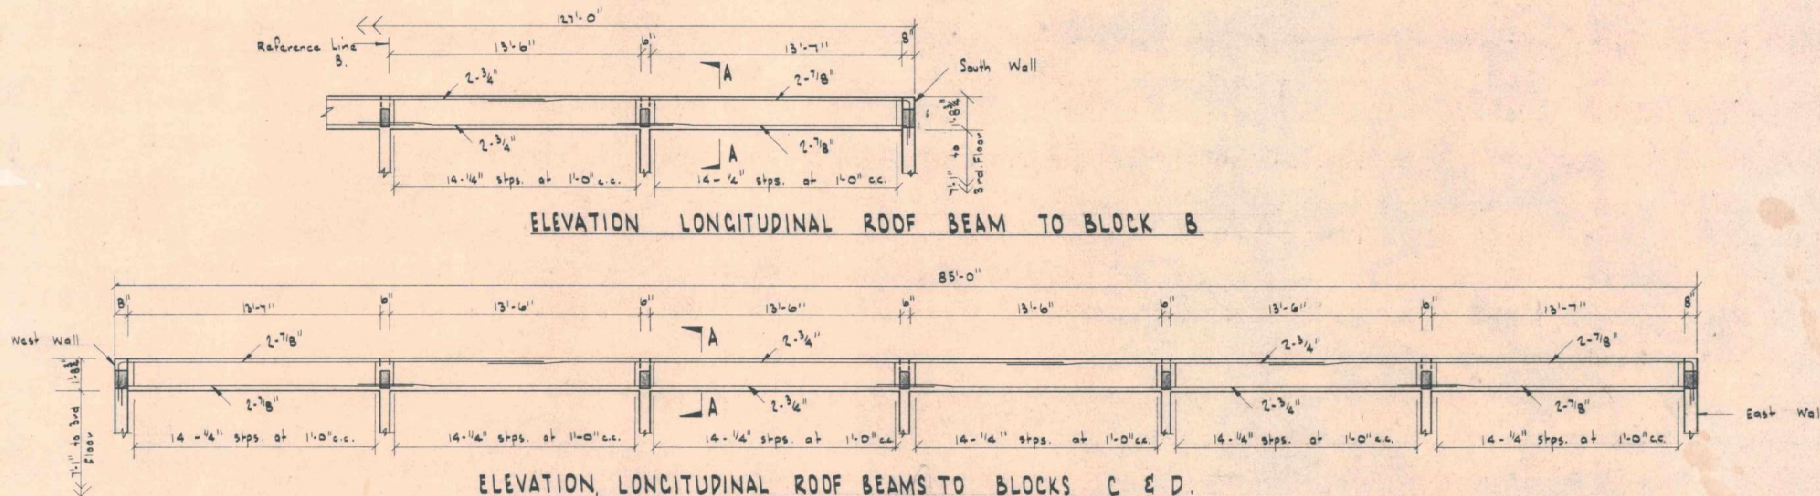 127'-0"
Reference Line
B.
13'-6" 6" 13'-7" 8"
South Wall
A
2-3/4" 2-7/8"
1'-8¾"
2-3/4" 2-7/8"
A
7'-1" to
3rd. Floor
14-1/4" stps. at 1'-0" c.c. 14-1/4" stps. at 1'-0" cc.
ELEVATION LONGITUDINAL ROOF BEAM TO BLOCK B
85'-0"
8" 13'-7" 6" 13'-6" 6" 13'-6" 6" 13'-6" 6" 13'-6" 6" 13'-7" 8"
West Wall
2-7/8" A 2-3/4" 2-3/4" 2-7/8"
1'-8¾"
2-7/8" A 2-3/4" 2-3/4" 2-7/8"
East Wall
7'-1" to 3rd
Floor
14-1/4" stps. at 1'-0" c.c. 14-1/4" stps. at 1'-0" c.c. 14-1/4" stps. at 1'-0" cc 14-1/4" stps. at 1'-0" cc. 14-1/4" stps. at 1'-0" cc. 14-1/4" stps. at 1'-0" cc.
ELEVATION, LONGITUDINAL ROOF BEAMS TO BLOCKS C & D.